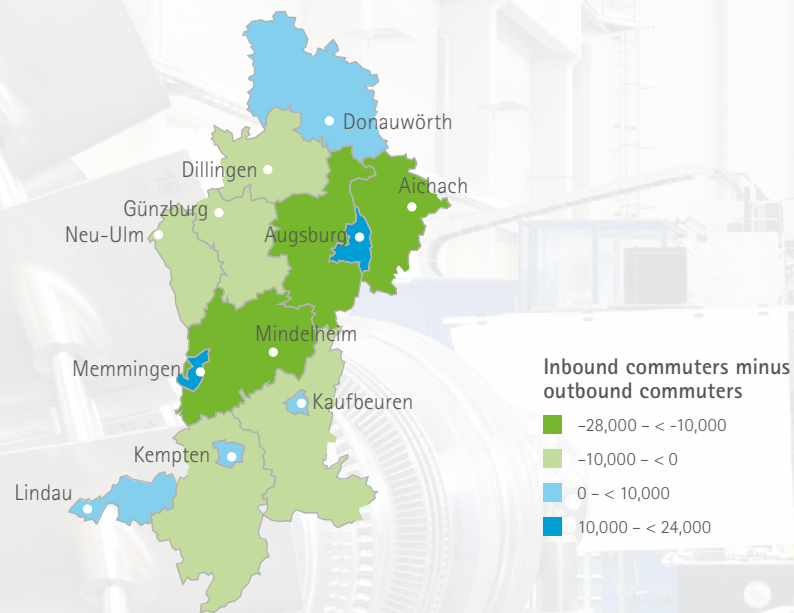 Donauwörth
Dillingen
Aichach
Günzburg
Neu-Ulm
Augsburg
Mindelheim
Memmingen
Kaufbeuren
Kempten
Lindau
Inbound commuters minus
outbound commuters
–28,000 – < -10,000
–10,000 – < 0
0 – < 10,000
10,000 – < 24,000